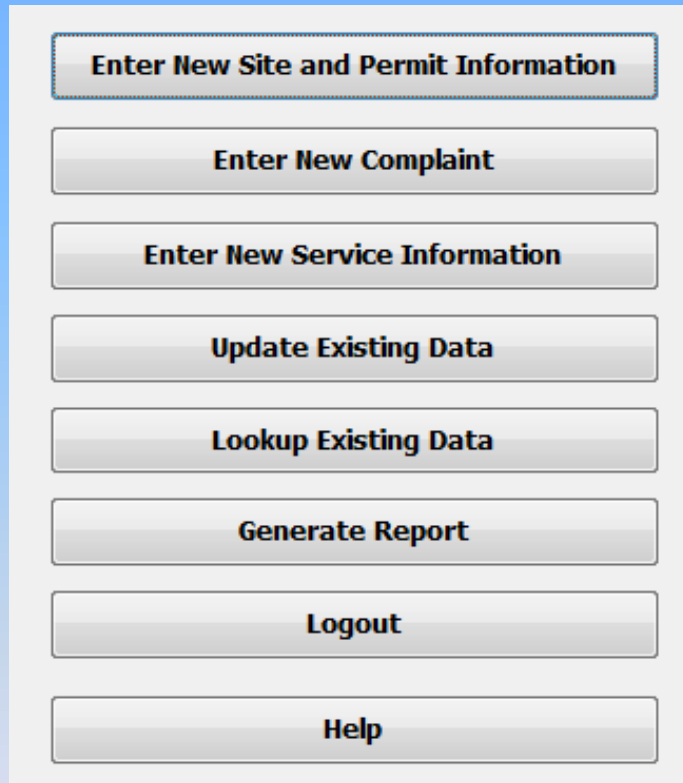 Enter New Site and Permit Information
Enter New Complaint
Enter New Service Information
Update Existing Data
Lookup Existing Data
Generate Report
Logout
Help